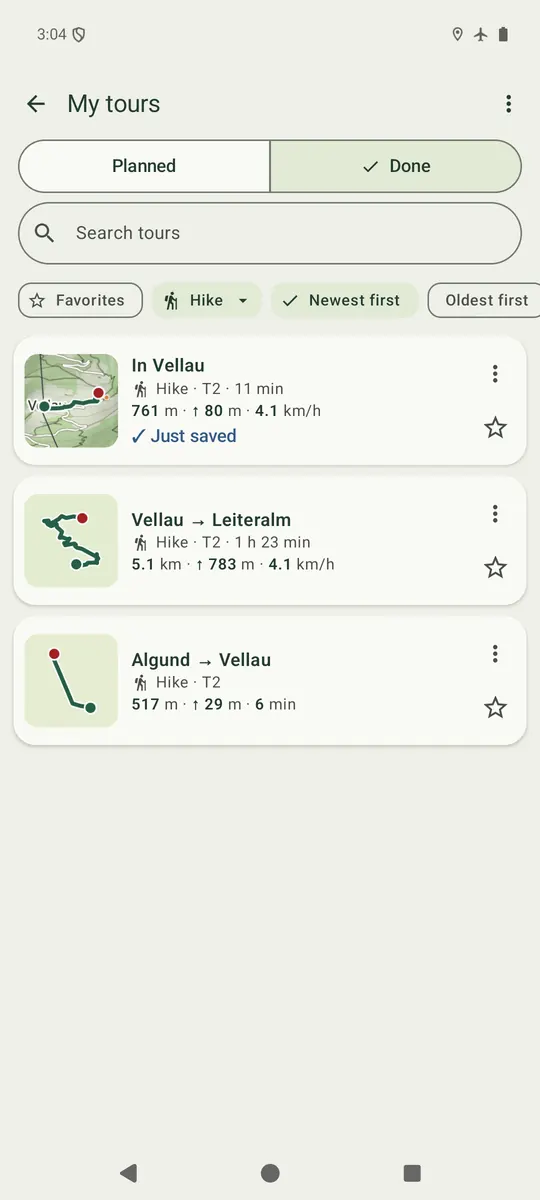 3:04
My tours
Planned
✓ Done
Search tours
Favorites
Hike
✓ Newest first
Oldest first
In Vellau
Hike · T2 · 11 min
761 m · ↑ 80 m · 4.1 km/h
✓ Just saved
Vellau → Leiteralm
Hike · T2 · 1 h 23 min
5.1 km · ↑ 783 m · 4.1 km/h
Algund → Vellau
Hike · T2
517 m · ↑ 29 m · 6 min